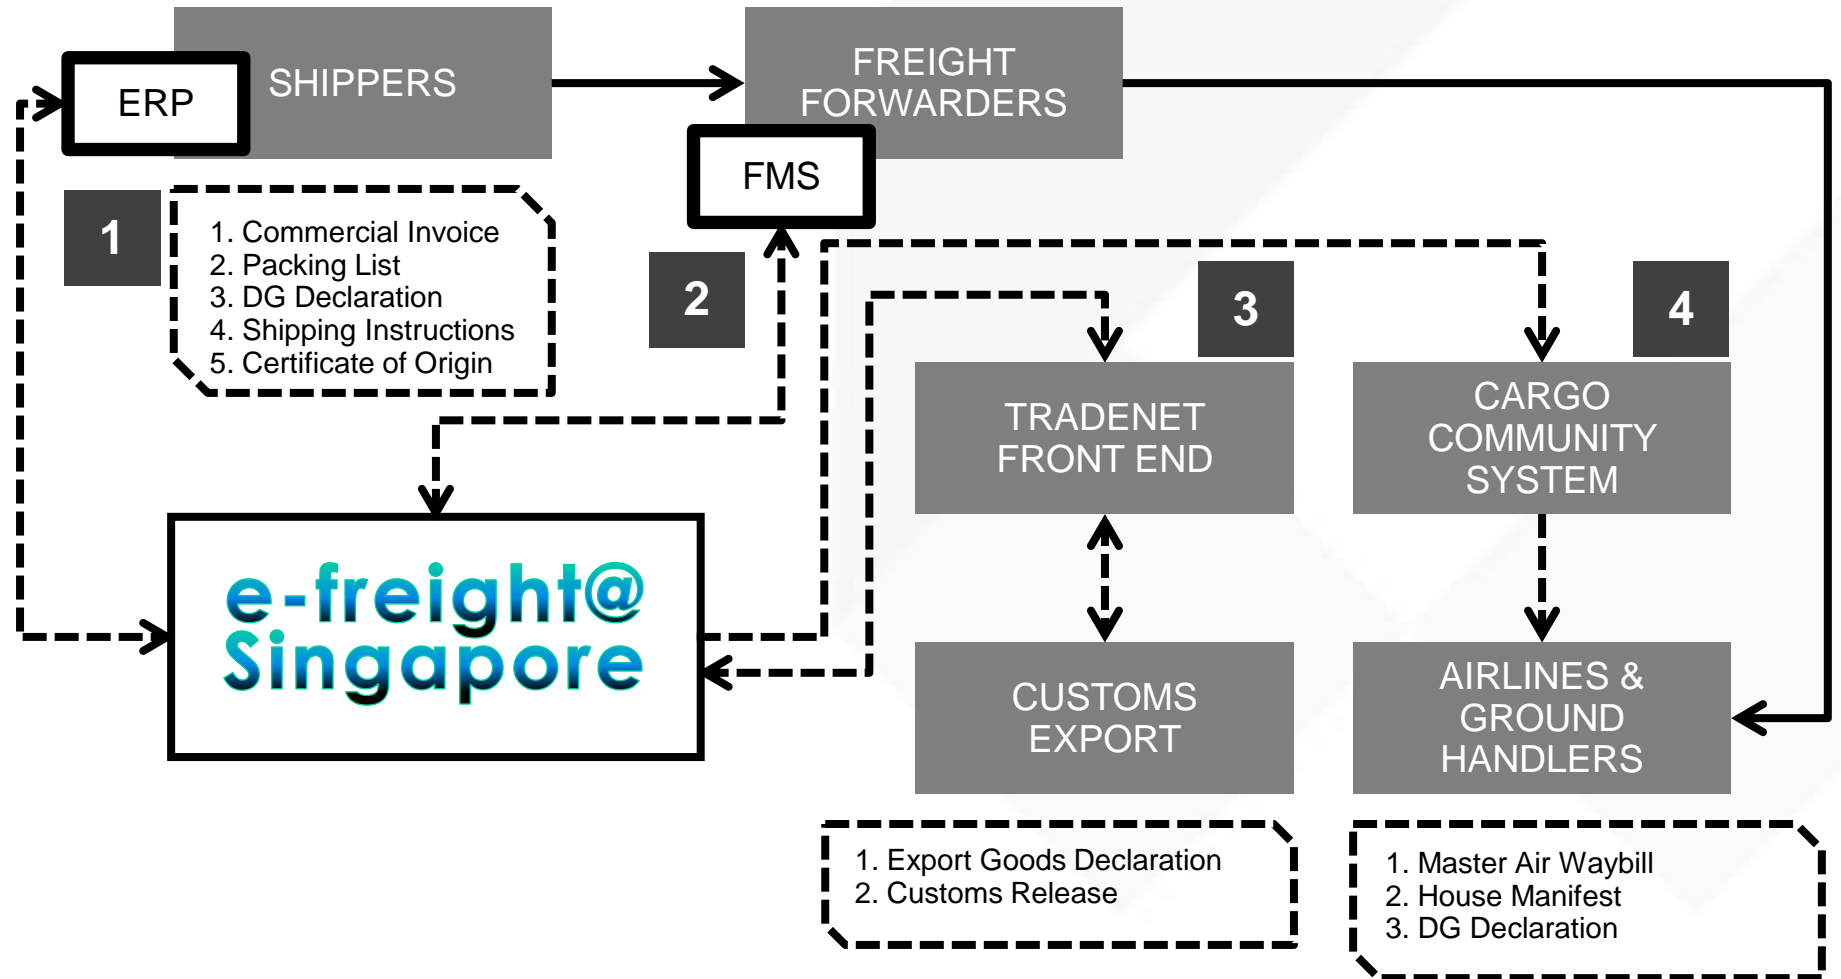 SHIPPERS
ERP
FREIGHT
FORWARDERS
FMS
1
1. Commercial Invoice
2. Packing List
3. DG Declaration
4. Shipping Instructions
5. Certificate of Origin
2
3
4
TRADENET
FRONT END
CARGO
COMMUNITY
SYSTEM
e-freight@
Singapore
CUSTOMS
EXPORT
AIRLINES &
GROUND
HANDLERS
1. Export Goods Declaration
2. Customs Release
1. Master Air Waybill
2. House Manifest
3. DG Declaration